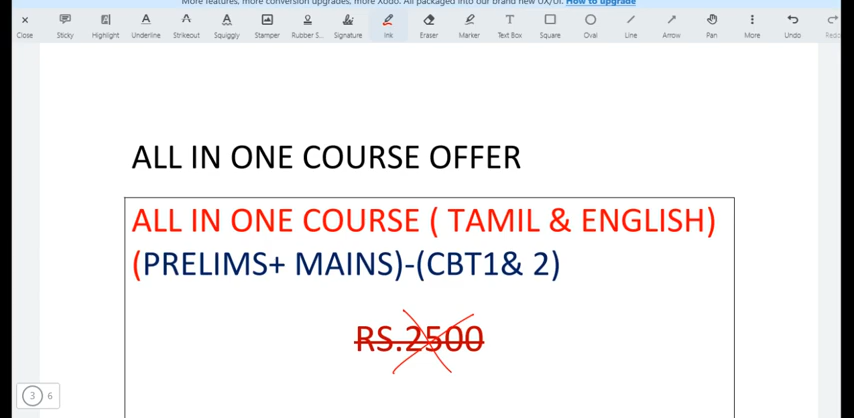 More features, more conversion upgrades, more Xodo. All packaged into our brand new UX/UI. How to upgrade
Close Sticky Highlight Underline Strikeout Squiggly Stamper Rubber S... Signature Ink Eraser Marker Text Box Square Oval Line Arrow Pan More Undo Redo
ALL IN ONE COURSE OFFER
ALL IN ONE COURSE ( TAMIL & ENGLISH)
(PRELIMS+ MAINS)-(CBT1& 2)
RS.2500
3 6